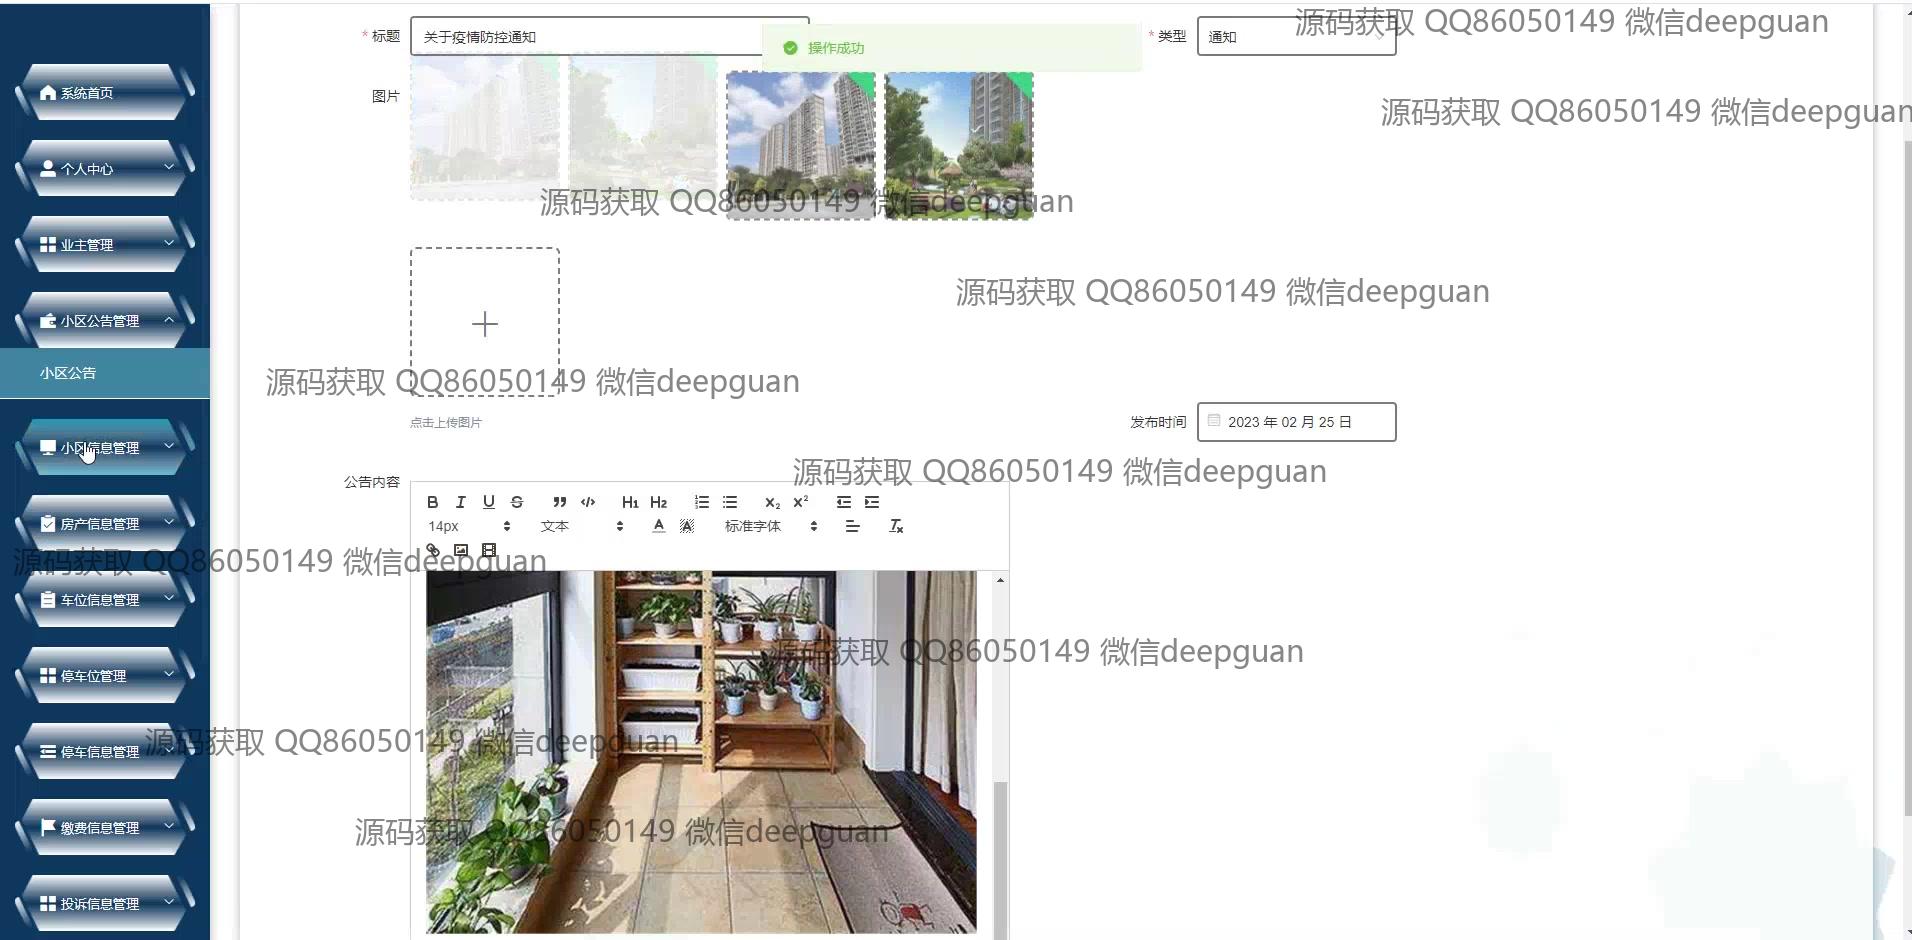 源码获取 QQ86050149 微信deepguan
* 标题 关于疫情防控通知
操作成功
* 类型 通知
图片
系统首页
源码获取 QQ86050149 微信deepguan
个人中心
源码获取 QQ86050149 微信deepguan
业主管理
源码获取 QQ86050149 微信deepguan
小区公告管理
小区公告
源码获取 QQ86050149 微信deepguan
点击上传图片
发布时间 2023 年 02 月 25 日
小区信息管理
源码获取 QQ86050149 微信deepguan
公告内容
B I U S H1 H2 X2 X2
14px 文本 A A 标准字体 Tx
房产信息管理
源码获取 QQ86050149 微信deepguan
车位信息管理
源码获取 QQ86050149 微信deepguan
停车位管理
源码获取 QQ86050149 微信deepguan
停车信息管理
源码获取 QQ86050149 微信deepguan
缴费信息管理
投诉信息管理